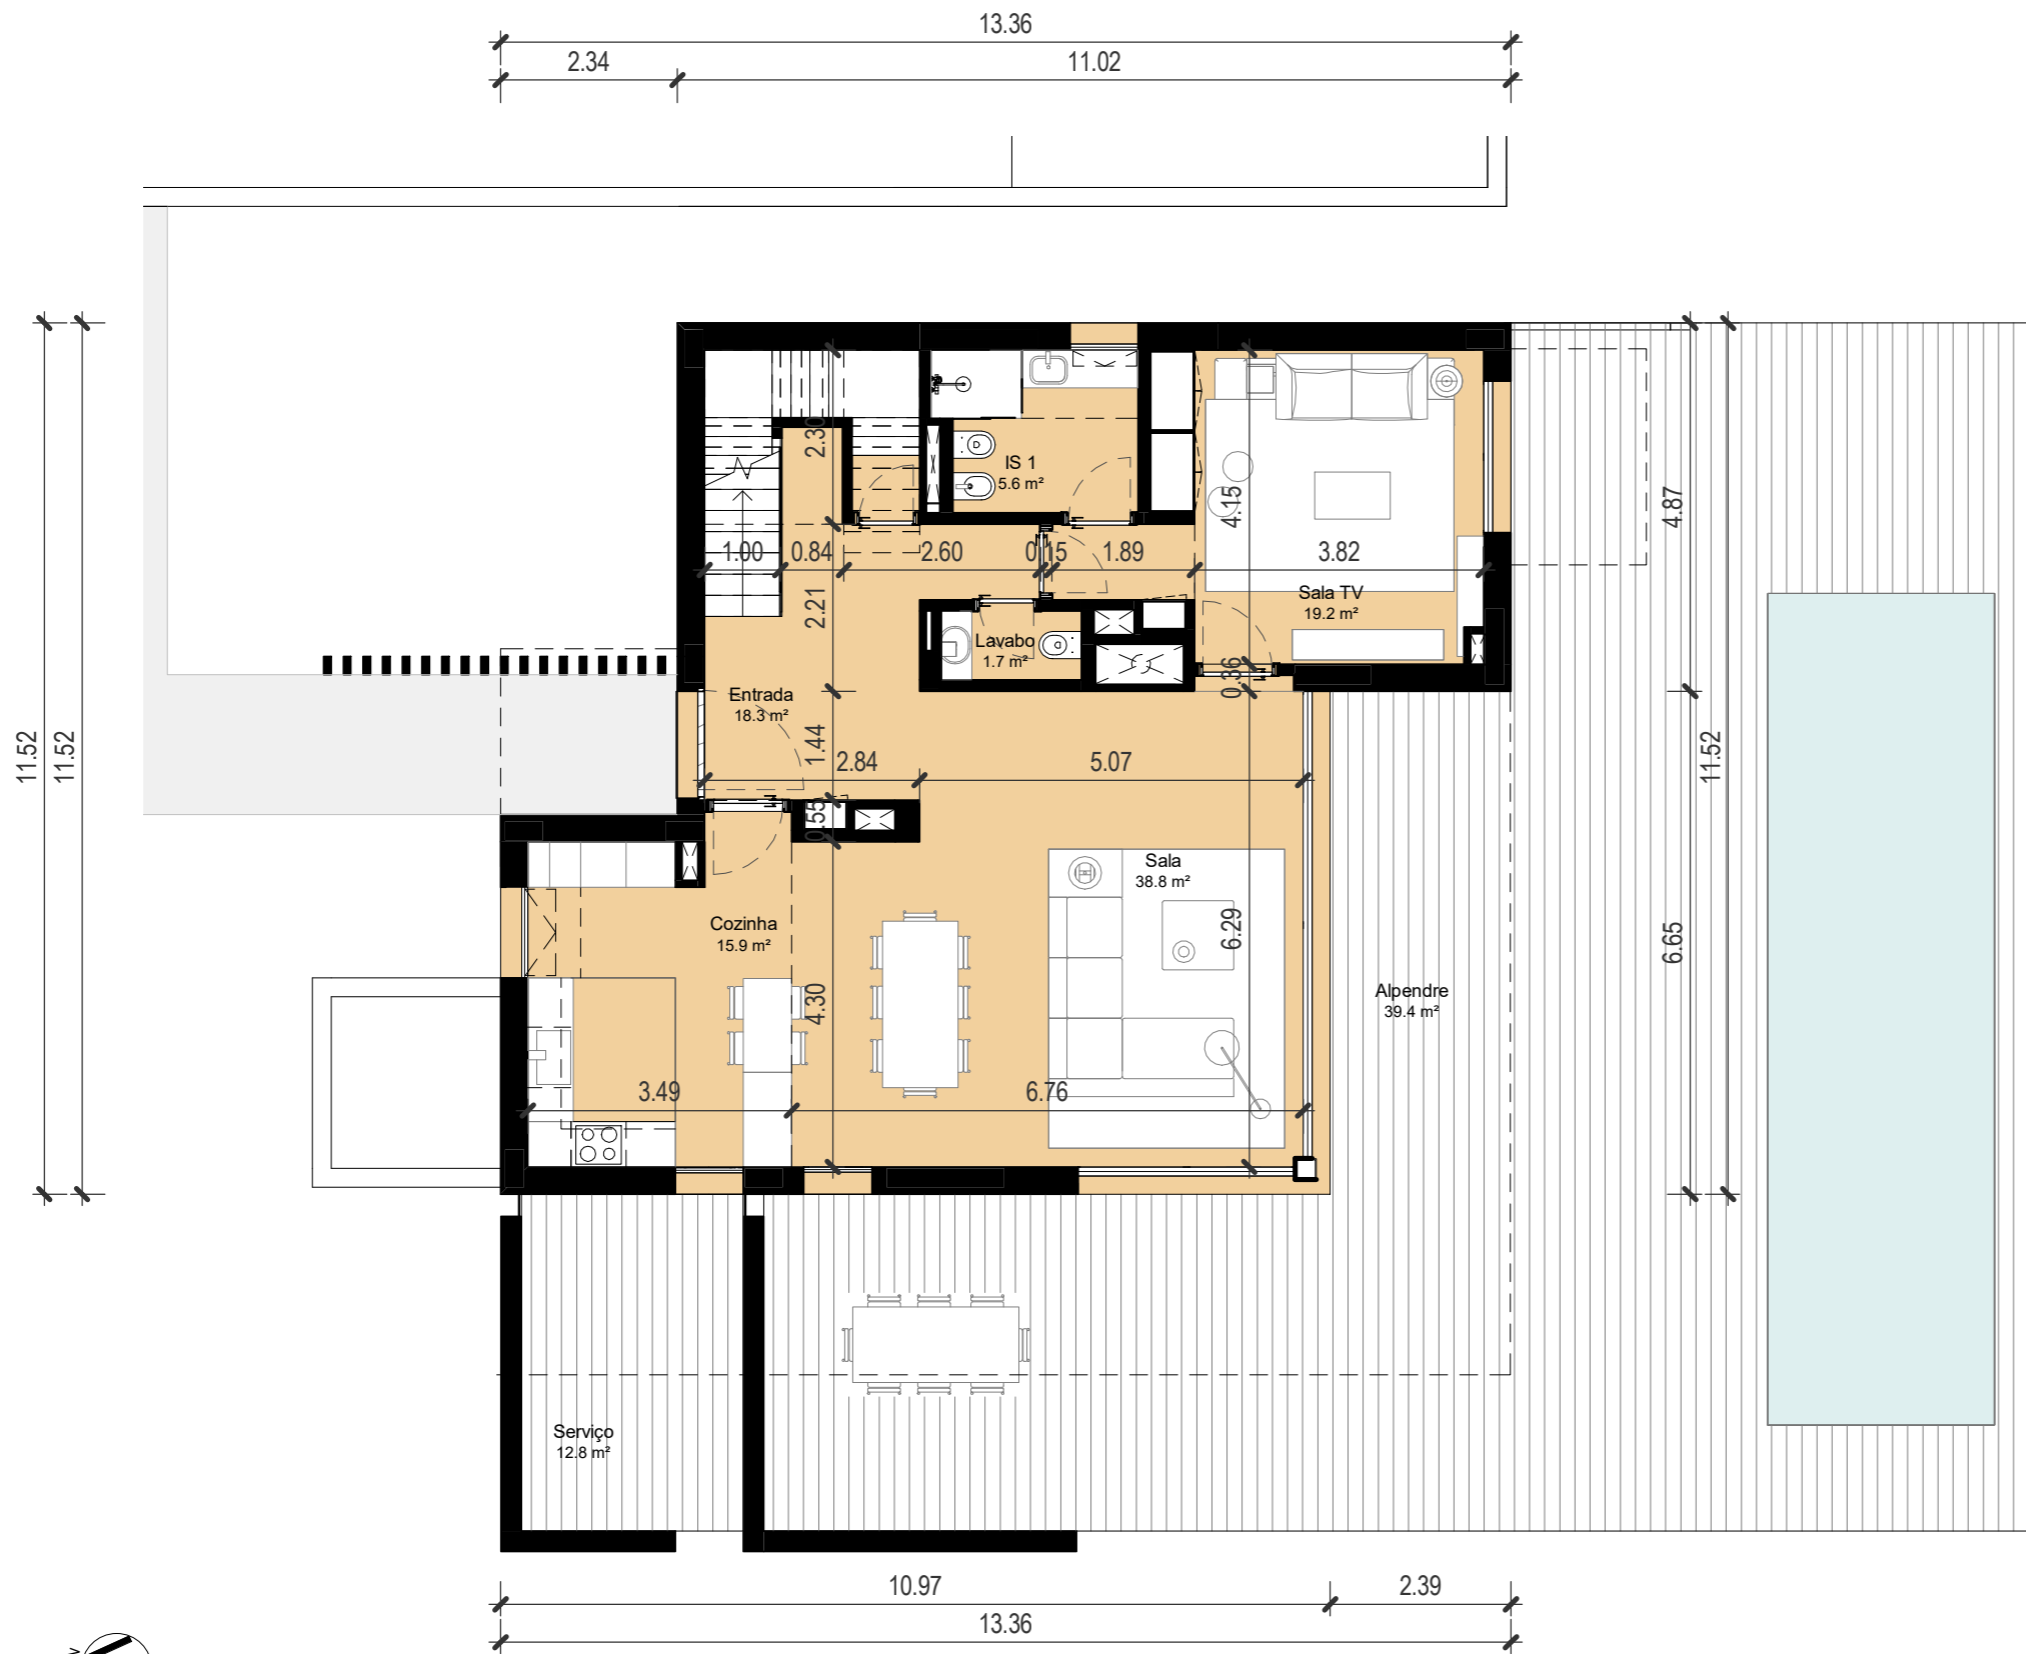 13.36
2.34
11.02
2.30
IS 1
5.6 m²
4.15
4.87
1.00
0.84
2.60
0.15
1.89
3.82
2.21
Sala TV
19.2 m²
Lavabo
1.7 m²
0.36
Entrada
18.3 m²
11.52
11.52
1.44
2.84
5.07
11.52
0.55
Sala
38.8 m²
Cozinha
15.9 m²
6.29
6.65
4.30
Alpendre
39.4 m²
3.49
6.76
Serviço
12.8 m²
10.97
2.39
13.36